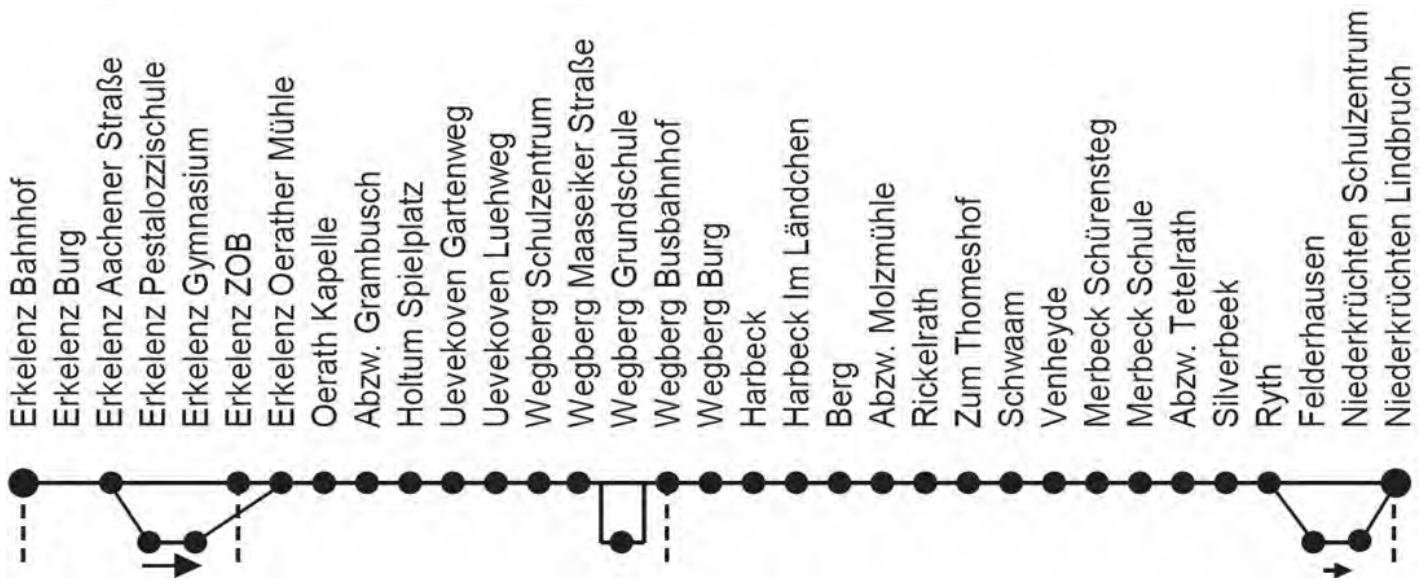 Erkelenz Bahnhof
Erkelenz Burg
Erkelenz Aachener Straße
Erkelenz Pestalozzischule
Erkelenz Gymnasium
Erkelenz ZOB
Erkelenz Oerather Mühle
Oerath Kapelle
Abzw. Grambusch
Holtum Spielplatz
Uevekoven Gartenweg
Uevekoven Luehweg
Wegberg Schulzentrum
Wegberg Maaseiker Straße
Wegberg Grundschule
Wegberg Busbahnhof
Wegberg Burg
Harbeck
Harbeck Im Ländchen
Berg
Abzw. Molzmühle
Rickelrath
Zum Thomeshof
Schwaam
Venheyde
Merbeck Schürensteg
Merbeck Schule
Abzw. Tetelrath
Silverbeek
Ryth
Felderhausen
Niederkrüchten Schulzentrum
Niederkrüchten Lindbruch